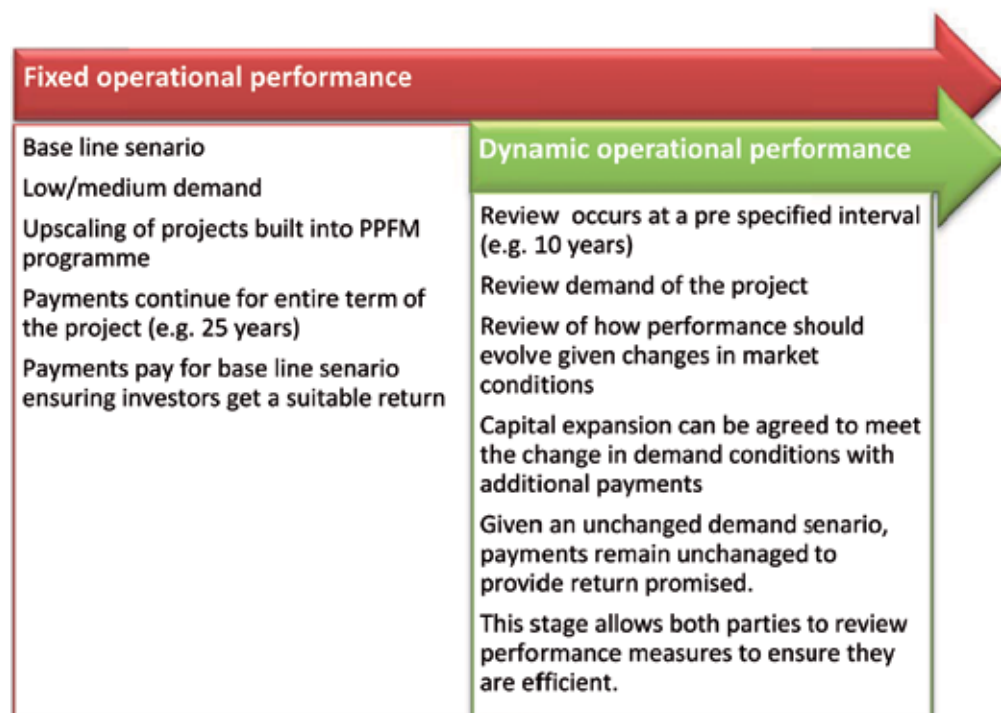 Fixed operational performance
Base line senario
Low/medium demand
Upscaling of projects built into PPFM
programme
Payments continue for entire term of
the project (e.g. 25 years)
Payments pay for base line senario
ensuring investors get a suitable return
Dynamic operational performance
Review occurs at a pre specified interval
(e.g. 10 years)
Review demand of the project
Review of how performance should
evolve given changes in market
conditions
Capital expansion can be agreed to meet
the change in demand conditions with
additional payments
Given an unchanged demand senario,
payments remain unchanaged to
provide return promised.
This stage allows both parties to review
performance measures to ensure they
are efficient.